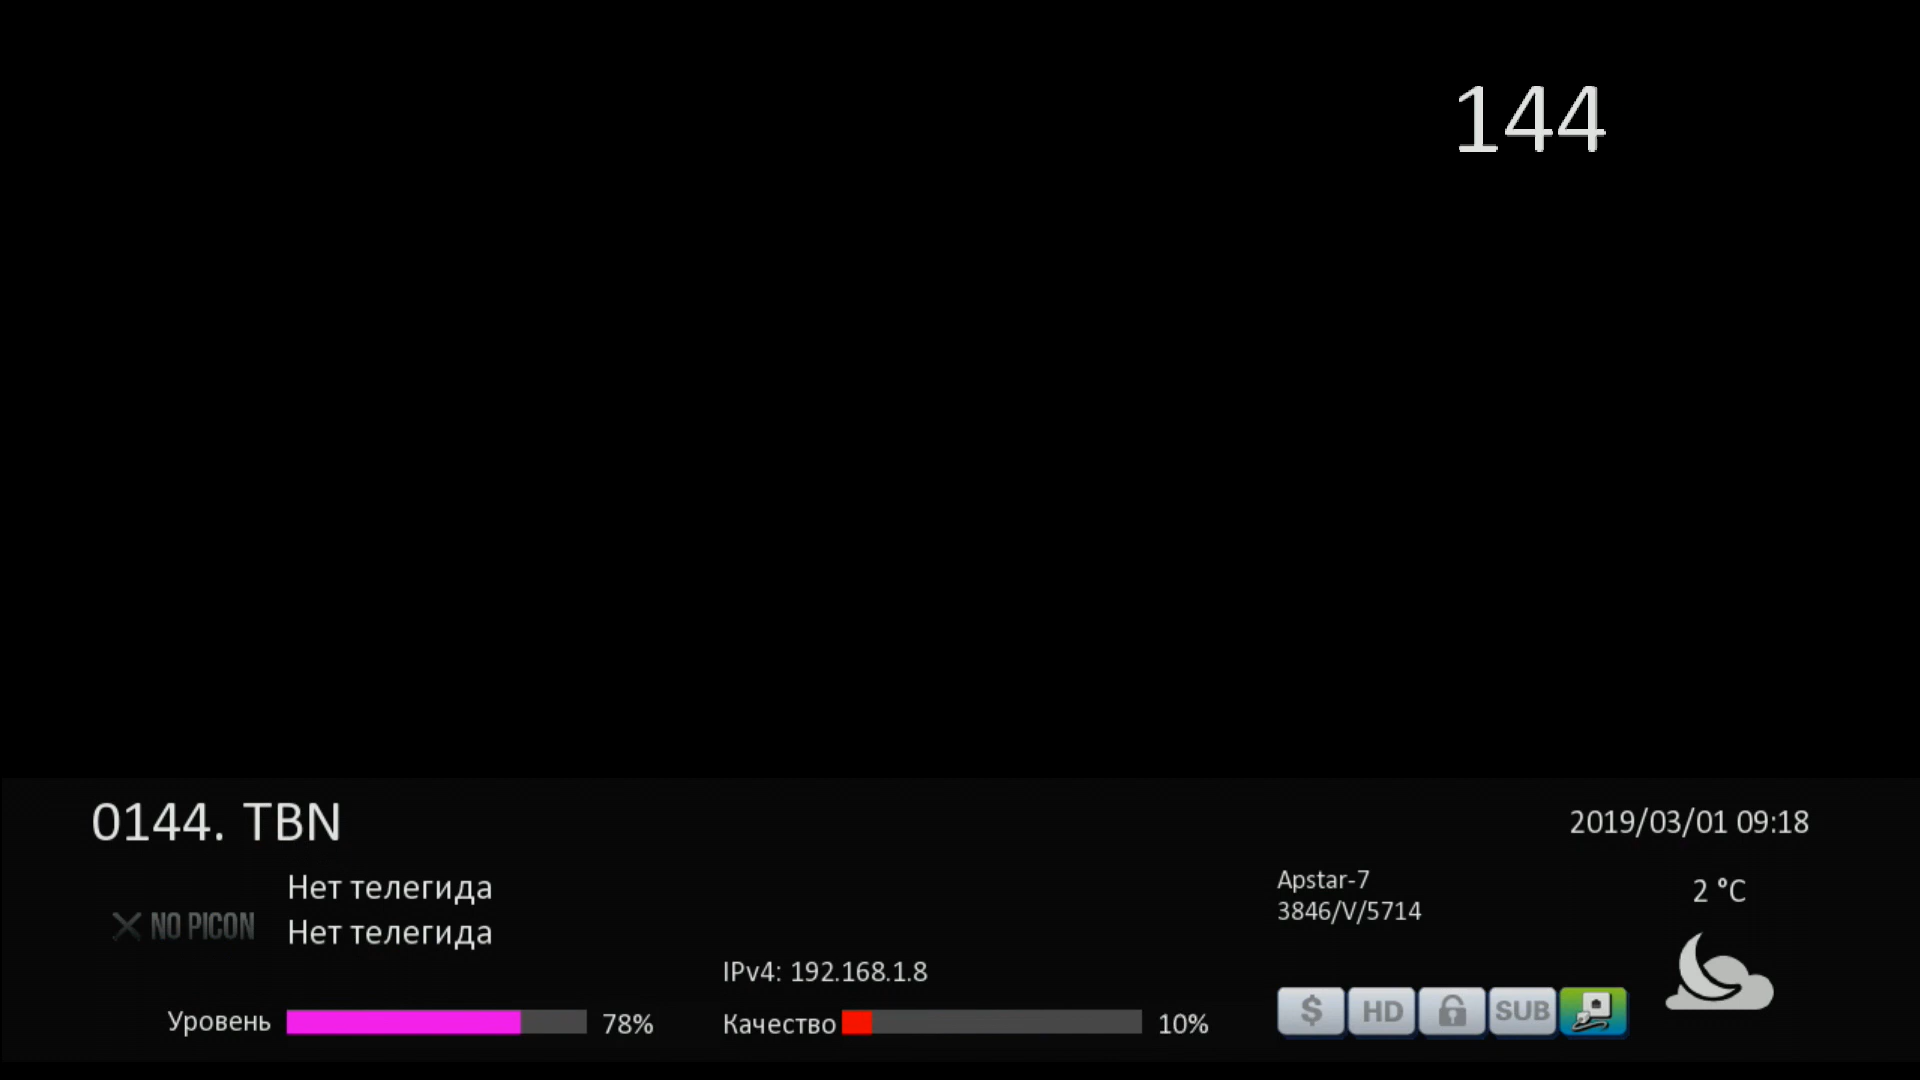 144
0144. TBN
2019/03/01 09:18
Нет телегида
Нет телегида
NO PICON
Apstar-7
3846/V/5714
2 °C
IPv4: 192.168.1.8
Уровень 78%
Качество 10%
$ HD SUB